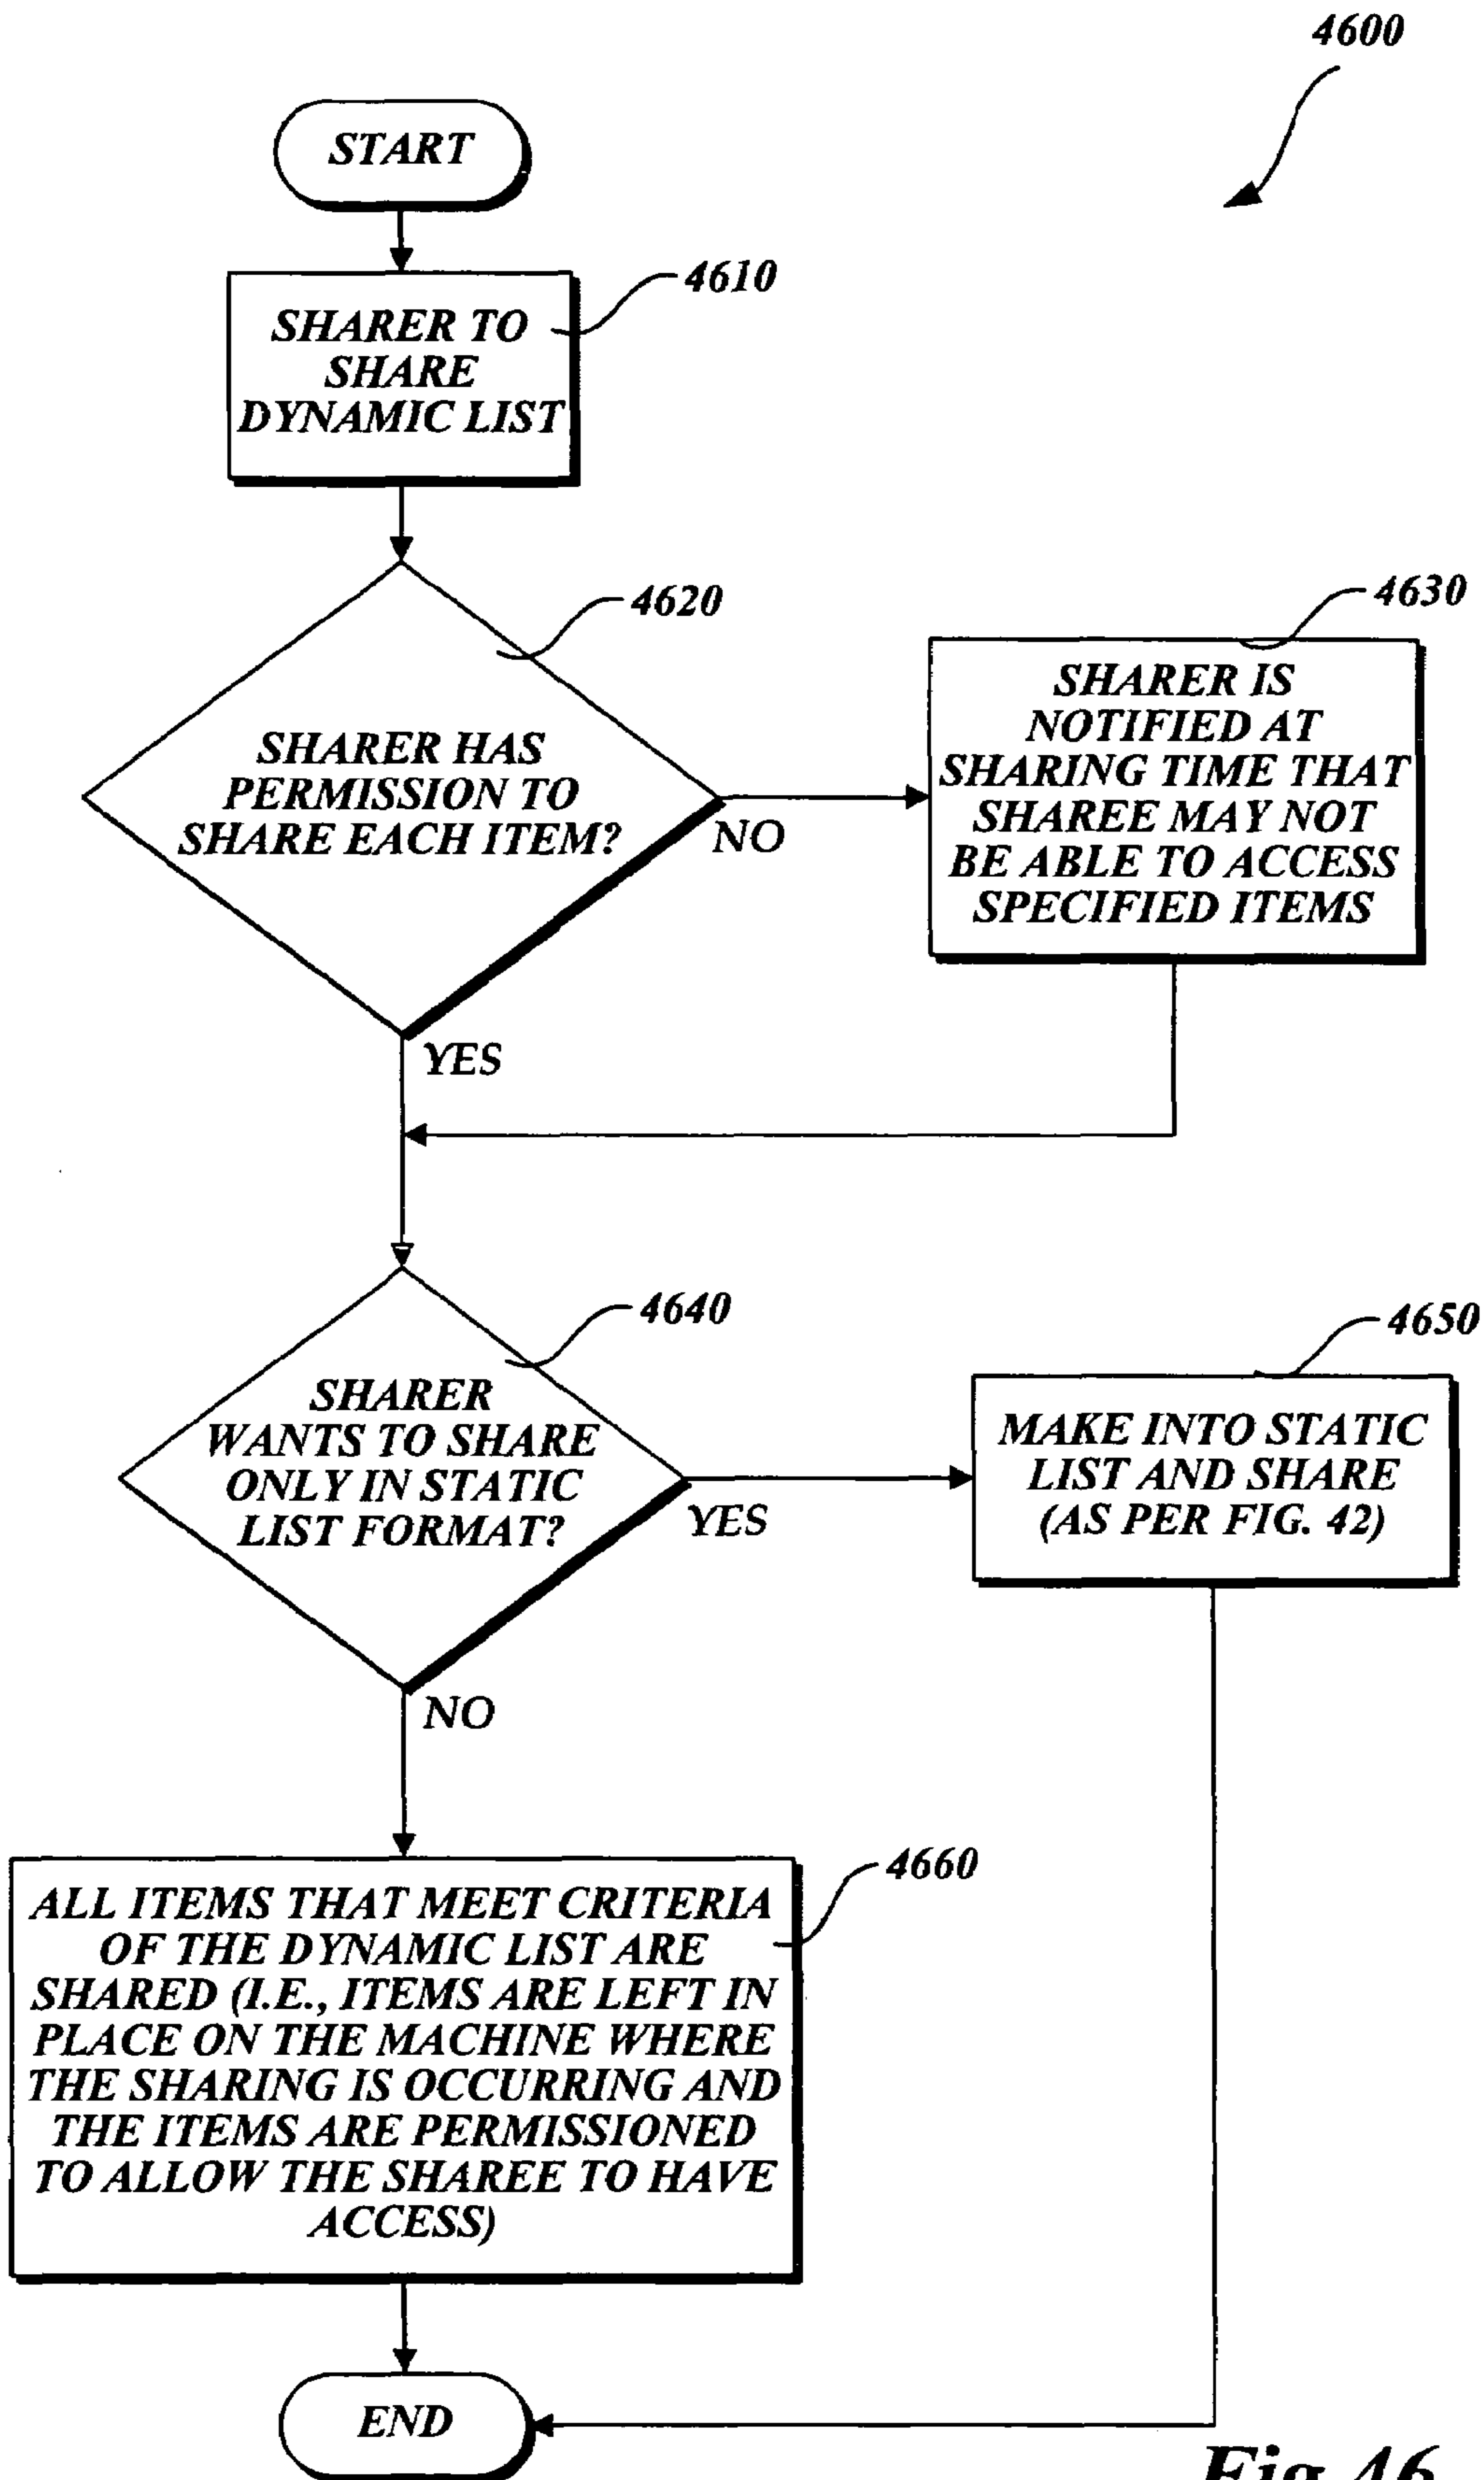 4600
START
4610
SHARER TO
SHARE
DYNAMIC LIST
4620
SHARER HAS
PERMISSION TO
SHARE EACH ITEM?
NO
YES
4630
SHARER IS
NOTIFIED AT
SHARING TIME THAT
SHAREE MAY NOT
BE ABLE TO ACCESS
SPECIFIED ITEMS
4640
SHARER
WANTS TO SHARE
ONLY IN STATIC
LIST FORMAT?
YES
NO
4650
MAKE INTO STATIC
LIST AND SHARE
(AS PER FIG. 42)
4660
ALL ITEMS THAT MEET CRITERIA
OF THE DYNAMIC LIST ARE
SHARED (I.E., ITEMS ARE LEFT IN
PLACE ON THE MACHINE WHERE
THE SHARING IS OCCURRING AND
THE ITEMS ARE PERMISSIONED
TO ALLOW THE SHAREE TO HAVE
ACCESS)
END
Fig.46.